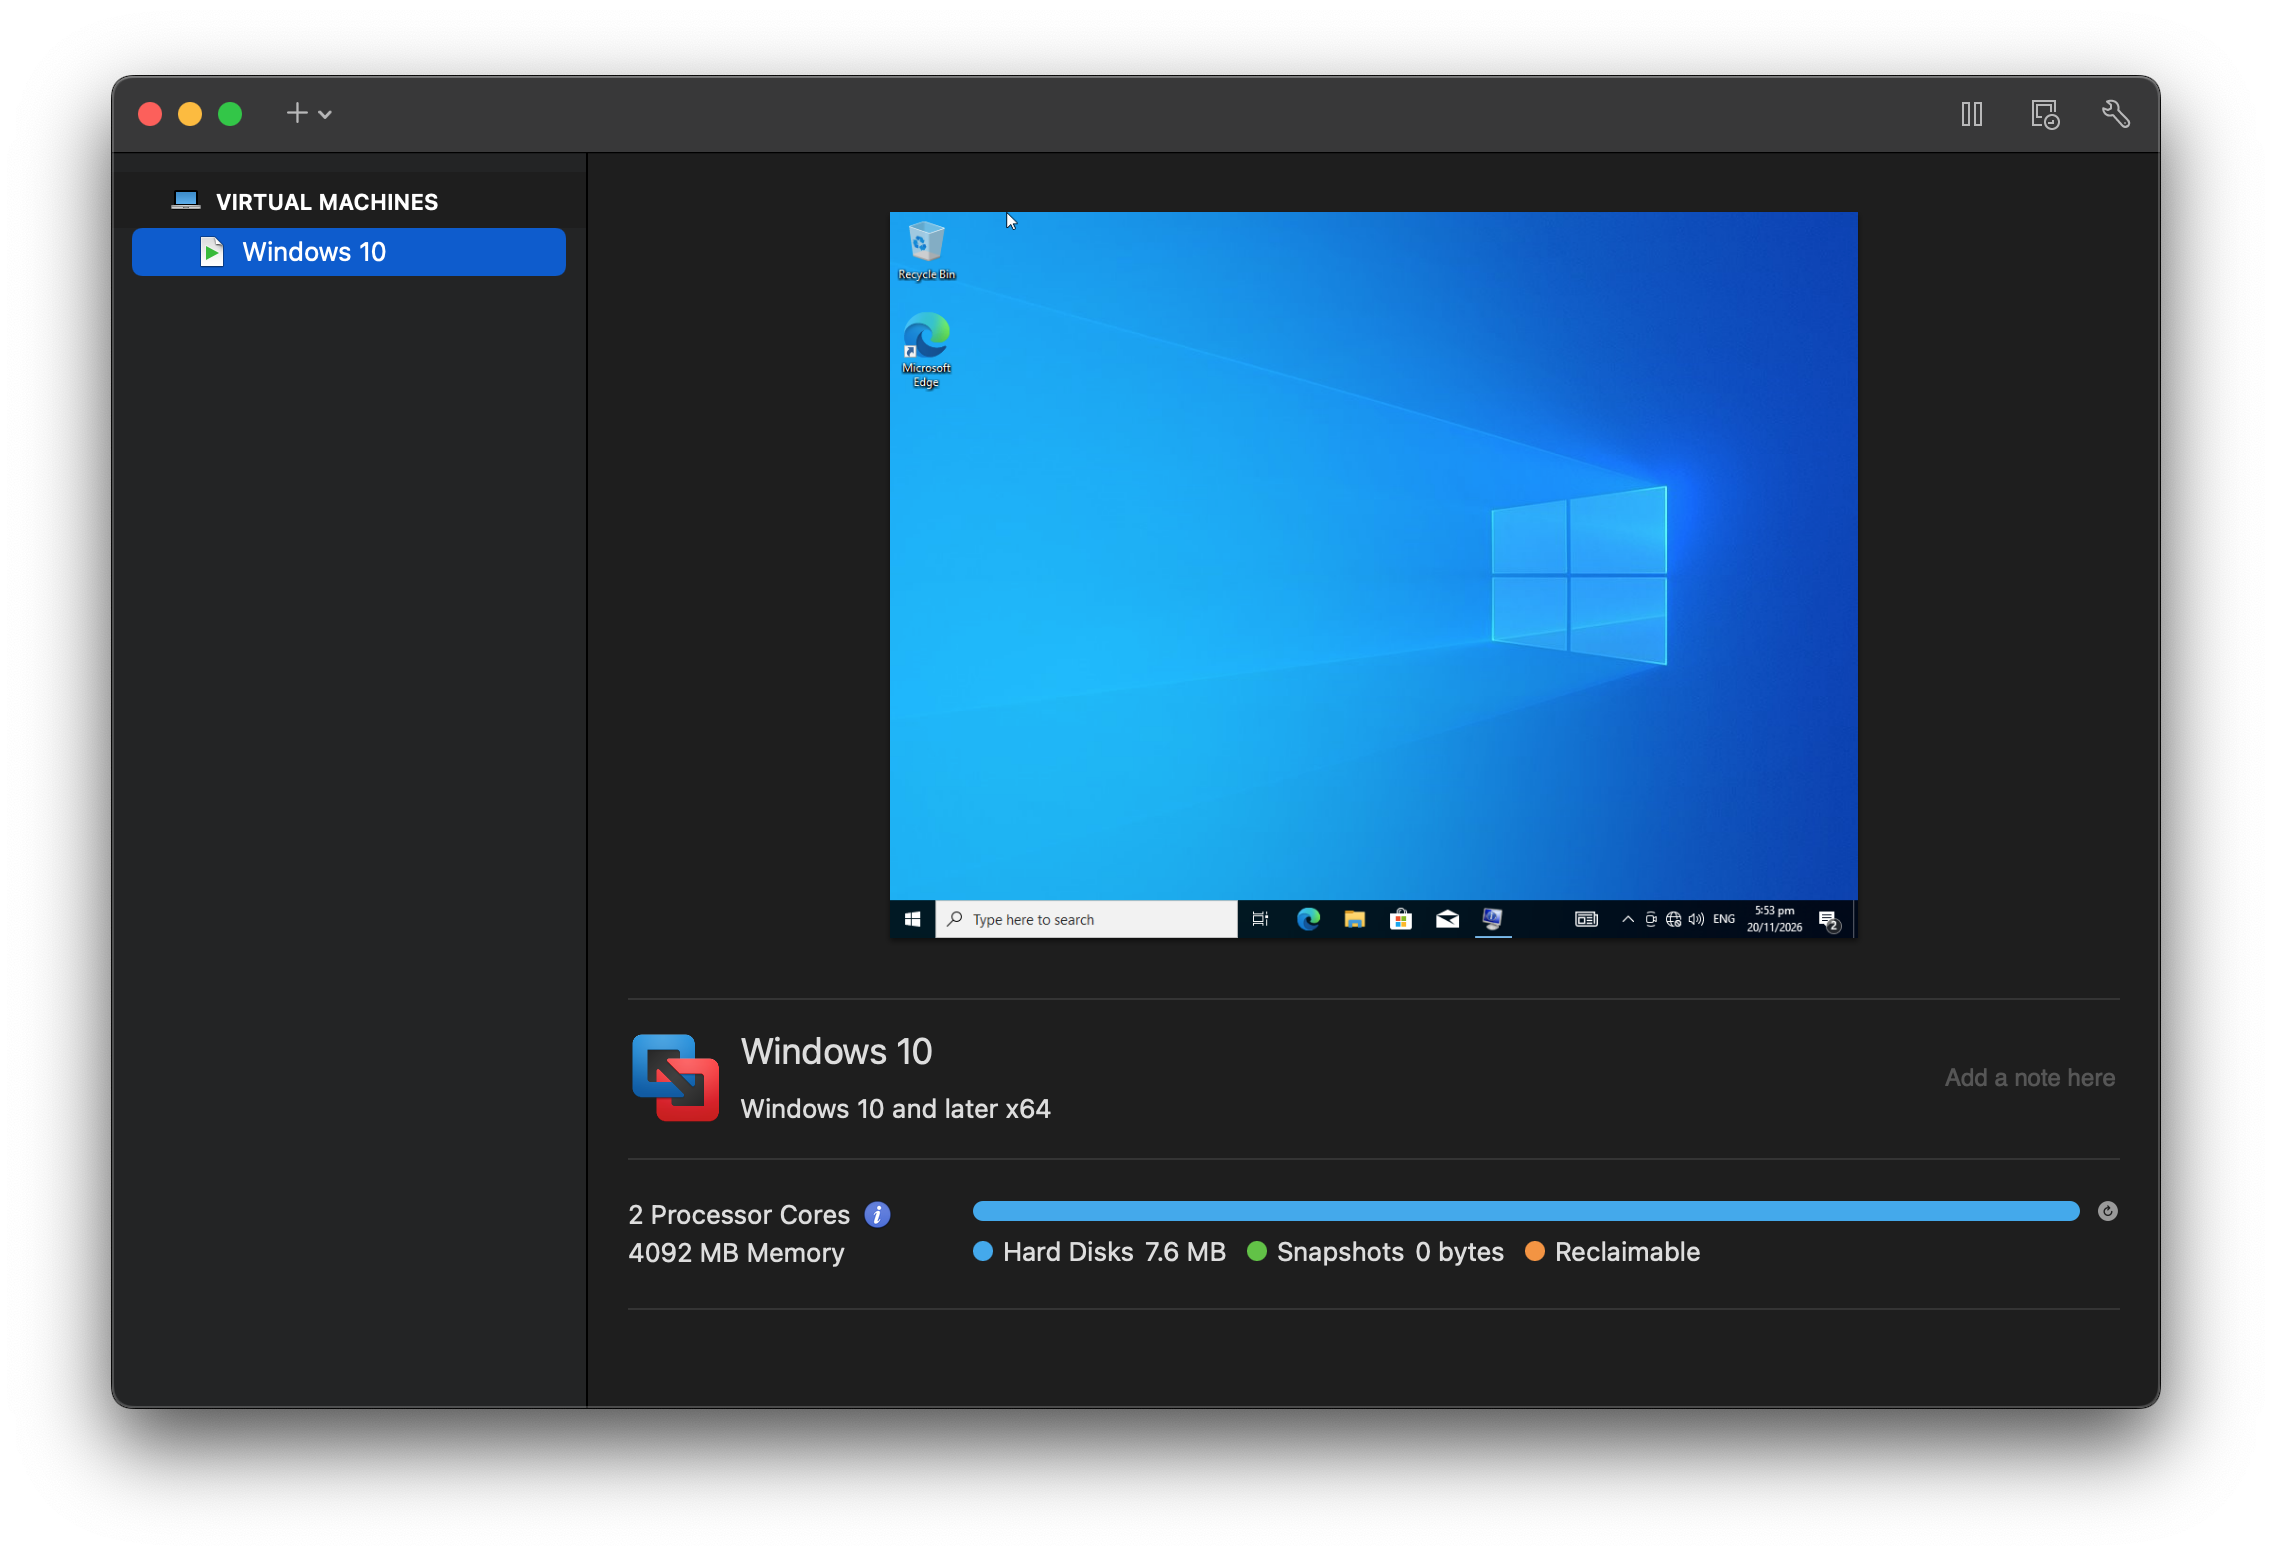 VIRTUAL MACHINES
Windows 10
Recycle Bin
Microsoft
Edge
Type here to search
ENG
5:53 pm
20/11/2026
2
Windows 10
Windows 10 and later x64
Add a note here
2 Processor Cores
4092 MB Memory
Hard Disks 7.6 MB Snapshots 0 bytes Reclaimable